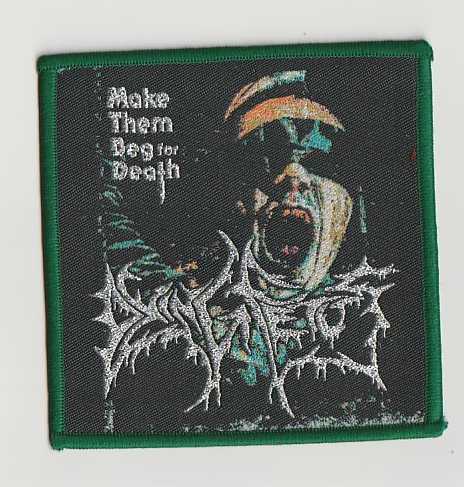 Make
Them
Beg for
Death
DYING FETUS